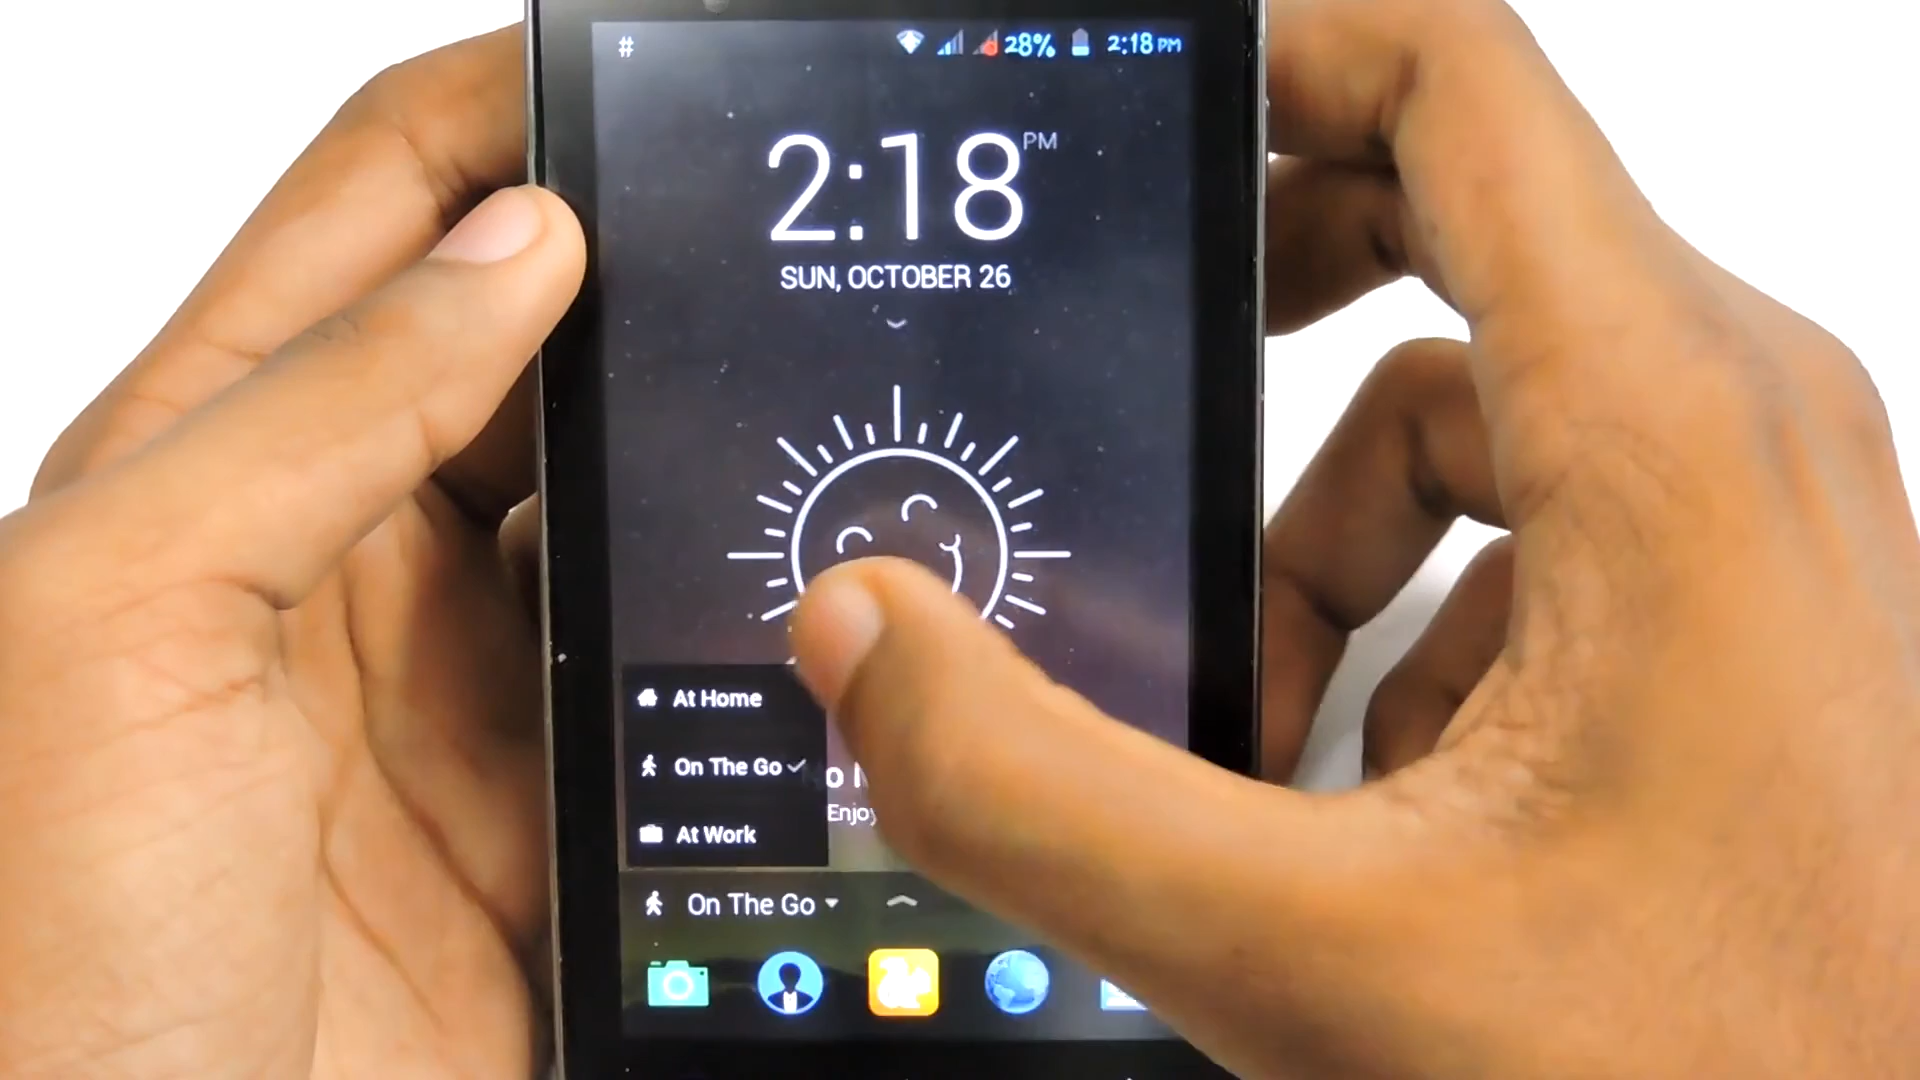 # 28% 2:18 PM
2:18 PM
SUN, OCTOBER 26
At Home
On The Go
At Work
Enjoy
On The Go